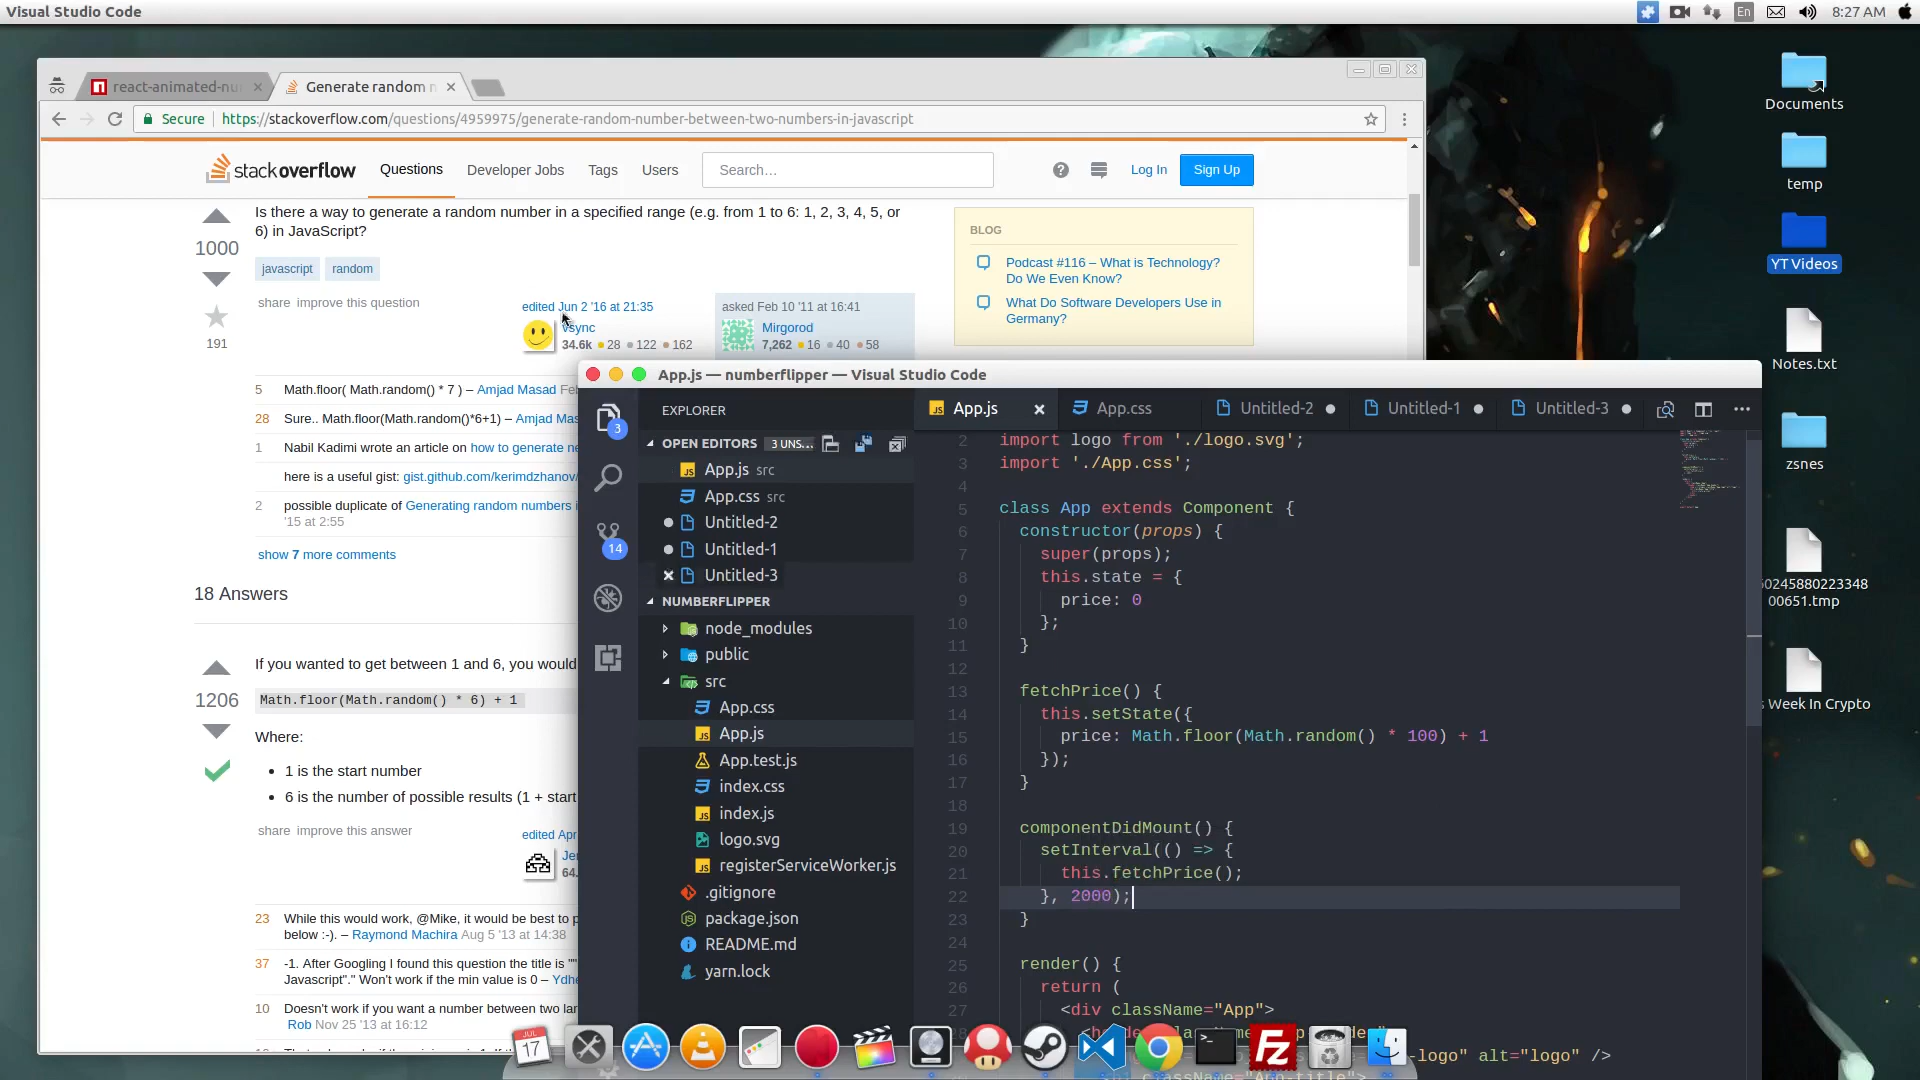 Visual Studio Code
En
8:27 AM
react-animated-nu
Generate random n
Secure
https://stackoverflow.com/questions/4959975/generate-random-number-between-two-numbers-in-javascript
stackoverflow
Questions
Developer Jobs
Tags
Users
Search...
Log In
Sign Up
1000
191
Is there a way to generate a random number in a specified range (e.g. from 1 to 6: 1, 2, 3, 4, 5, or
6) in JavaScript?
javascript
random
share improve this question
edited Jun 2 '16 at 21:35
vsync
34.6k 28 122 162
asked Feb 10 '11 at 16:41
Mirgorod
7,262 16 40 58
BLOG
Podcast #116 – What is Technology?
Do We Even Know?
What Do Software Developers Use in
Germany?
5 Math.floor( Math.random() * 7 ) – Amjad Masad
28 Sure.. Math.floor(Math.random()*6+1) – Amjad
1 Nabil Kadimi wrote an article on how to generate
here is a useful gist: gist.github.com/kerimdzhanov/
2 possible duplicate of Generating random numbers
'15 at 2:55
show 7 more comments
18 Answers
1206
If you wanted to get between 1 and 6, you would
Math.floor(Math.random() * 6) + 1
Where:
1 is the start number
6 is the number of possible results (1 + start
share improve this answer
edited
64.
23 While this would work, @Mike, it would be best to
below :-). – Raymond Machira Aug 5 '13 at 14:38
37 -1. After Googling I found this question the title is ""
Javascript"." Won't work if the min value is 0 –
10 Doesn't work if you want a number between two
Rob Nov 25 '13 at 16:12
App.js — numberflipper — Visual Studio Code
3
14
EXPLORER
OPEN EDITORS
3 UNS...
App.js src
App.css src
Untitled-2
Untitled-1
Untitled-3
NUMBERFLIPPER
node_modules
public
src
App.css
App.js
App.test.js
index.css
index.js
logo.svg
registerServiceWorker.js
.gitignore
package.json
README.md
yarn.lock
App.js
App.css
Untitled-2
Untitled-1
Untitled-3
2 import logo from './logo.svg';
3 import './App.css';
4
5 class App extends Component {
6 constructor(props) {
7 super(props);
8 this.state = {
9 price: 0
10 };
11 }
12
13 fetchPrice() {
14 this.setState({
15 price: Math.floor(Math.random() * 100) + 1
16 });
17 }
18
19 componentDidMount() {
20 setInterval(() => {
21 this.fetchPrice();
22 }, 2000);
23 }
24
25 render() {
26 return (
27 <div className="App">
-logo" alt="logo" />
Documents
temp
YT Videos
Notes.txt
zsnes
50245880223348
00651.tmp
Week In Crypto
JUL
17
Fz